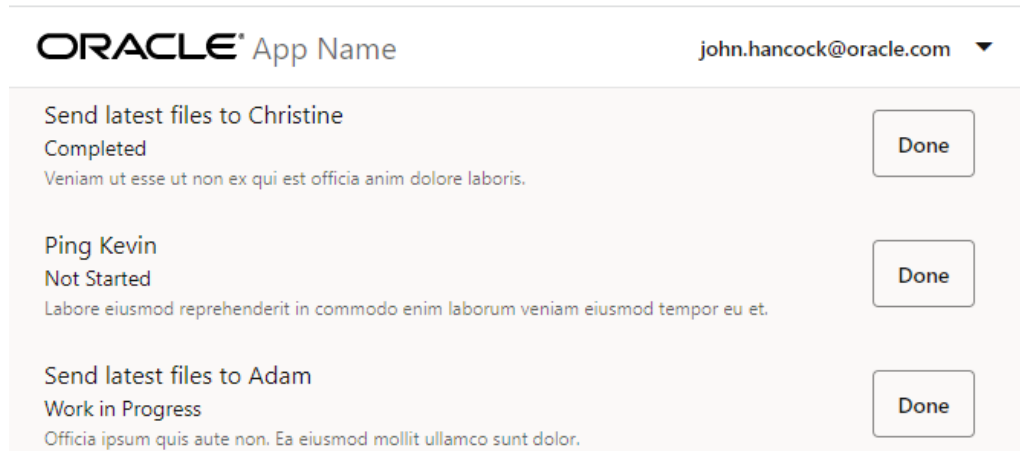 ORACLE® App Name
john.hancock@oracle.com
Send latest files to Christine
Completed
Veniam ut esse ut non ex qui est officia anim dolore laboris.
Done
Ping Kevin
Not Started
Labore eiusmod reprehenderit in commodo enim laborum veniam eiusmod tempor eu et.
Done
Send latest files to Adam
Work in Progress
Officia ipsum quis aute non. Ea eiusmod mollit ullamco sunt dolor.
Done